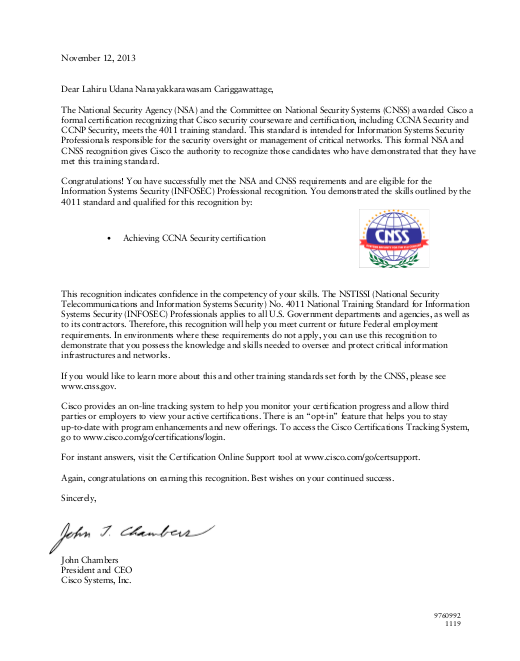 November 12, 2013
Dear Lahiru Udana Nanayakkarawasam Cariggawattage,
The National Security Agency (NSA) and the Committee on National Security Systems (CNSS) awarded Cisco a
formal certification recognizing that Cisco security courseware and certification, including CCNA Security and
CCNP Security, meets the 4011 training standard. This standard is intended for Information Systems Security
Professionals responsible for the security oversight or management of critical networks. This formal NSA and
CNSS recognition gives Cisco the authority to recognize those candidates who have demonstrated that they have
met this training standard.
Congratulations! You have successfully met the NSA and CNSS requirements and are eligible for the
Information Systems Security (INFOSEC) Professional recognition. You demonstrated the skills outlined by the
4011 standard and qualified for this recognition by:
• Achieving CCNA Security certification
CNSS
This recognition indicates confidence in the competency of your skills. The NSTISSI (National Security
Telecommunications and Information Systems Security) No. 4011 National Training Standard for Information
Systems Security (INFOSEC) Professionals applies to all U.S. Government departments and agencies, as well as
to its contractors. Therefore, this recognition will help you meet current or future Federal employment
requirements. In environments where these requirements do not apply, you can use this recognition to
demonstrate that you possess the knowledge and skills needed to oversee and protect critical information
infrastructures and networks.
If you would like to learn more about this and other training standards set forth by the CNSS, please see
www.cnss.gov.
Cisco provides an on-line tracking system to help you monitor your certification progress and allow third
parties or employers to view your active certifications. There is an “opt-in” feature that helps you to stay
up-to-date with program enhancements and new offerings. To access the Cisco Certifications Tracking System,
go to www.cisco.com/go/certifications/login.
For instant answers, visit the Certification Online Support tool at www.cisco.com/go/certsupport.
Again, congratulations on earning this recognition. Best wishes on your continued success.
Sincerely,
John T. Chambers
John Chambers
President and CEO
Cisco Systems, Inc.
9760992
1119